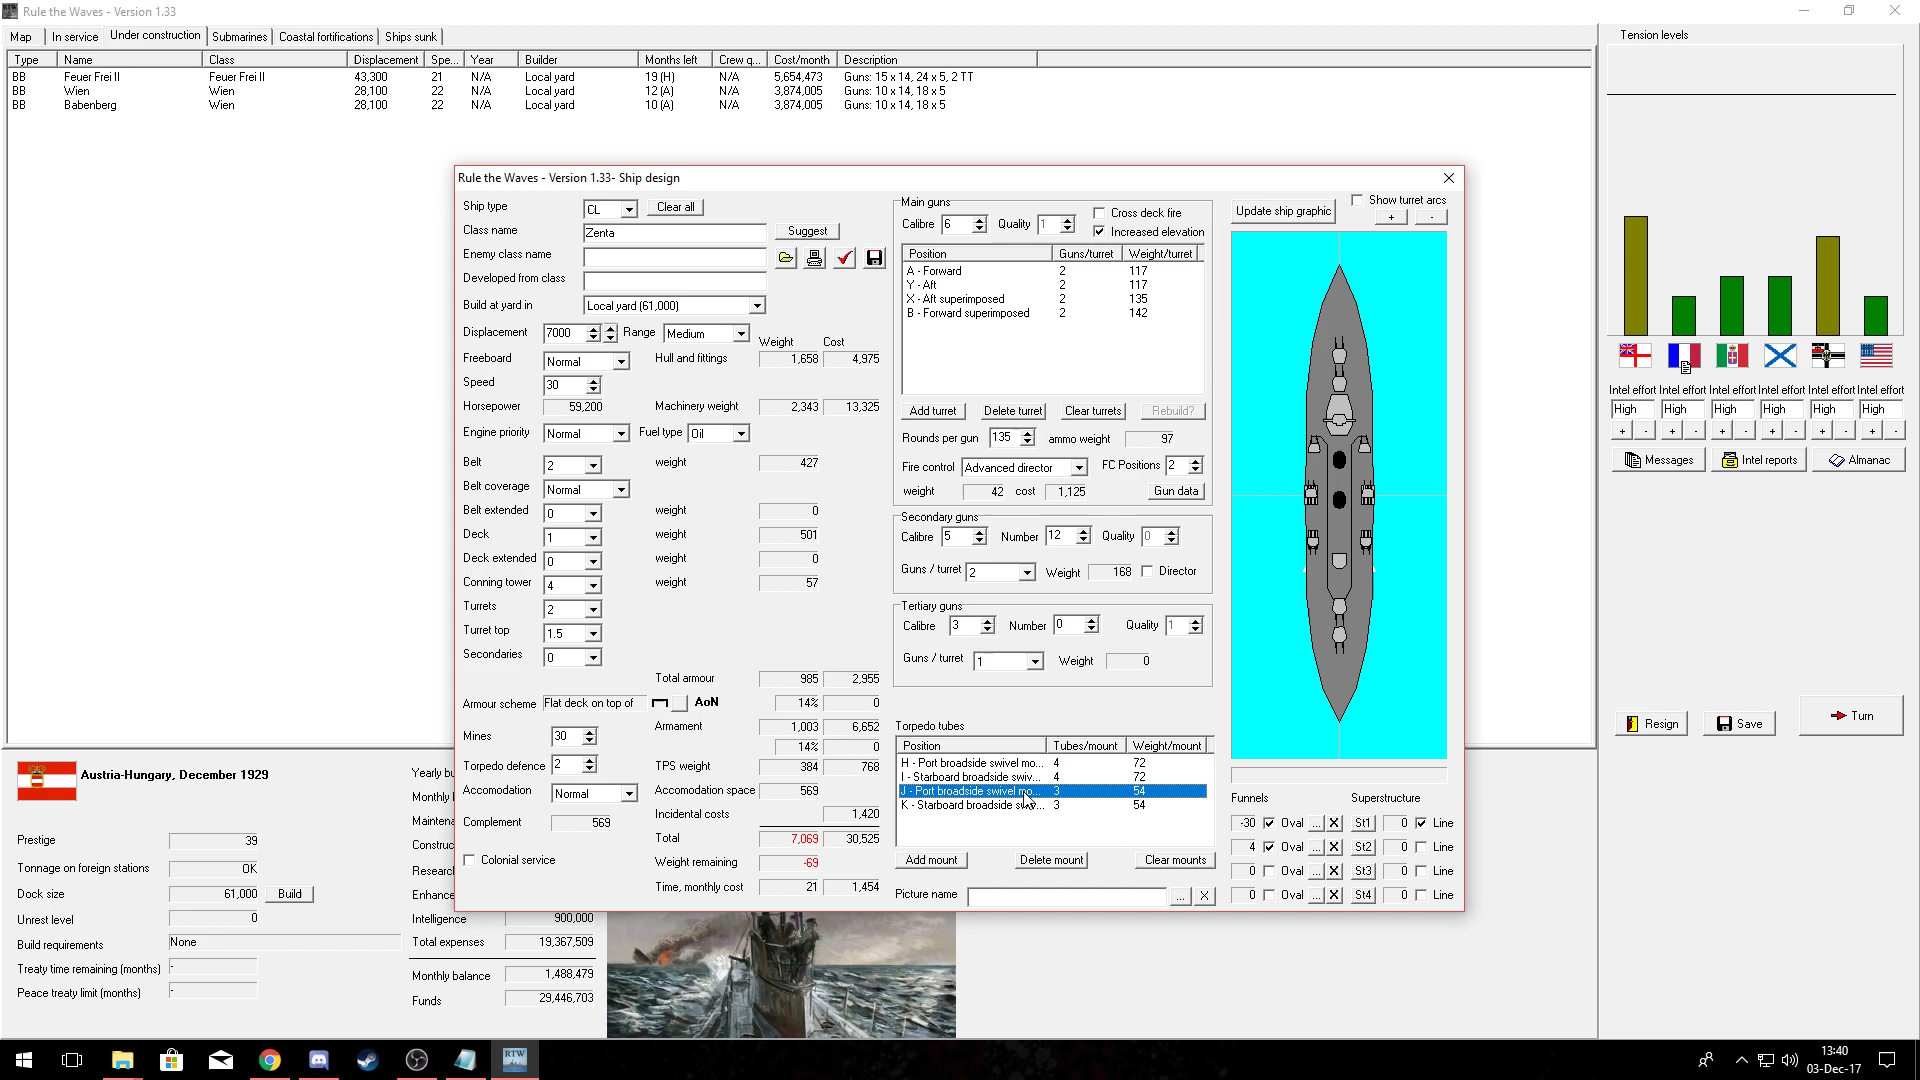 Rule the Waves - Version 1.33
Map In service Under construction Submarines Coastal fortifications Ships sunk
Type Name Class Displacement Spe... Year Builder Months left Crew q... Cost/month Description
BB Feuer Frei II Feuer Frei II 43,300 21 N/A Local yard 19 (H) N/A 5,654,473 Guns: 15 x 14, 24 x 5, 2 TT
BB Wien Wien 28,100 22 N/A Local yard 12 (A) N/A 3,874,005 Guns: 10 x 14, 18 x 5
BB Babenberg Wien 28,100 22 N/A Local yard 10 (A) N/A 3,874,005 Guns: 10 x 14, 18 x 5
Rule the Waves - Version 1.33- Ship design
Ship type CL Clear all
Class name Zenta Suggest
Enemy class name
Developed from class
Build at yard in Local yard (61,000)
Displacement 7000 Range Medium
Weight Cost
Freeboard Normal Hull and fittings 1,658 4,975
Speed 30
Horsepower 59,200 Machinery weight 2,343 13,325
Engine priority Normal Fuel type Oil
Belt 2 weight 427
Belt coverage Normal
Belt extended 0 weight 0
Deck 1 weight 501
Deck extended 0 weight 0
Conning tower 4 weight 57
Turrets 2
Turret top 1.5
Secondaries 0
Total armour 985 2,955
Armour scheme Flat deck on top of AoN 14% 0
Armament 1,003 6,652
Mines 30 14% 0
Torpedo defence 2 TPS weight 384 768
Accomodation Normal Accomodation space 569
Incidental costs 1,420
Complement 569
Total 7,069 30,525
Colonial service Weight remaining -69
Time, monthly cost 21 1,454
Main guns
Calibre 6 Quality 1 Cross deck fire
Increased elevation
Position Guns/turret Weight/turret
A - Forward 2 117
Y - Aft 2 117
X - Aft superimposed 2 135
B - Forward superimposed 2 142
Add turret Delete turret Clear turrets Rebuild?
Rounds per gun 135 ammo weight 97
Fire control Advanced director FC Positions 2
weight 42 cost 1,125 Gun data
Secondary guns
Calibre 5 Number 12 Quality 0
Guns / turret 2 Weight 168 Director
Tertiary guns
Calibre 3 Number 0 Quality 1
Guns / turret 1 Weight 0
Torpedo tubes
Position Tubes/mount Weight/mount
H - Port broadside swivel mo... 4 72
I - Starboard broadside swiv... 4 72
J - Port broadside swivel mo... 3 54
K - Starboard broadside 3 54
Add mount Delete mount Clear mounts
Picture name ... X
Update ship graphic Show turret arcs
+ -
Funnels Superstructure
-30 Oval ... X St1 0 Line
4 Oval ... X St2 0 Line
0 Oval ... X St3 0 Line
0 Oval ... X St4 0 Line
Tension levels
Intel effort Intel effort Intel effort Intel effort Intel effort Intel effort
High High High High High High
+ - + - + - + - + - + -
Messages Intel reports Almanac
Resign Save Turn
Austria-Hungary, December 1929
Prestige 39
Tonnage on foreign stations OK
Dock size 61,000 Build
Unrest level 0
Build requirements None
Treaty time remaining (months) -
Peace treaty limit (months) -
Yearly bu
Monthly
Maintena
Construc
Researc
Enhance
Intelligence 900,000
Total expenses 19,367,509
Monthly balance 1,488,479
Funds 29,446,703
RTW
13:40
03-Dec-17